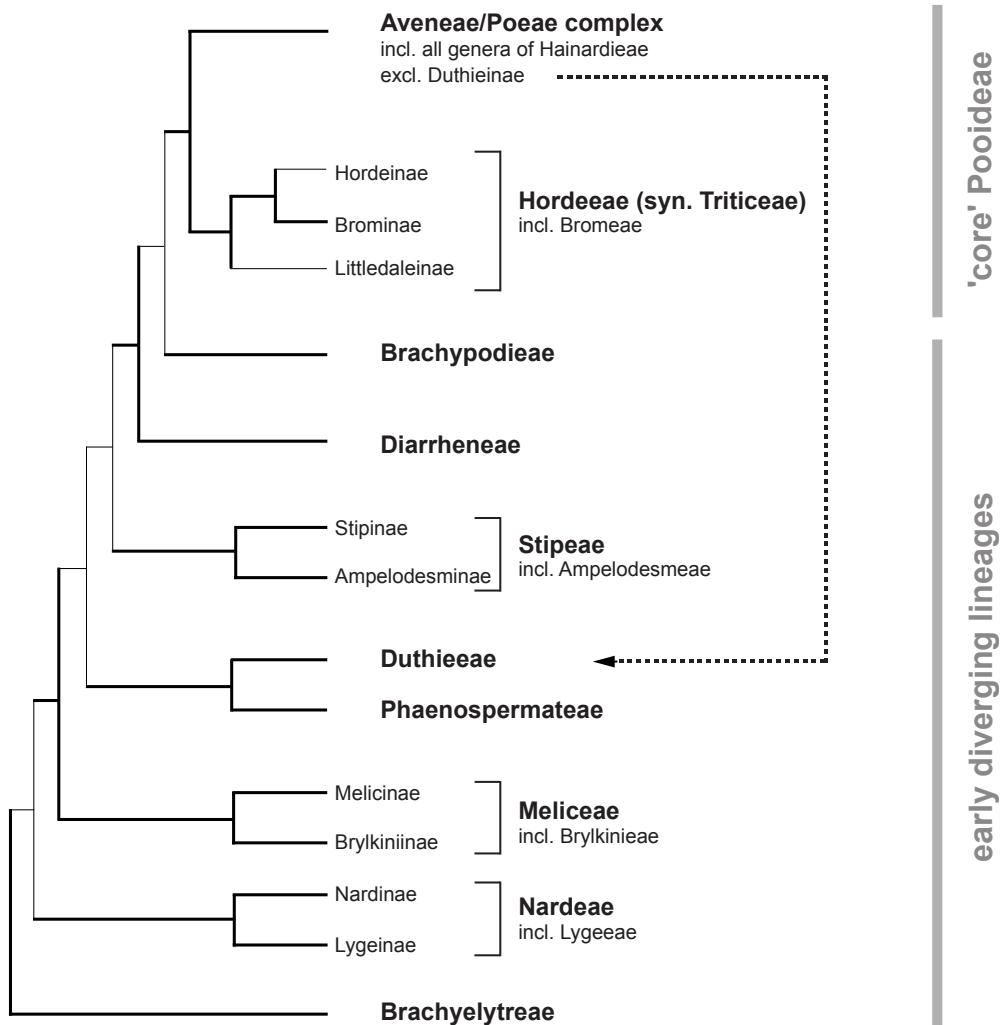 Aveneae/Poeae complex
incl. all genera of Hainardieae
excl. Duthieinae
Hordeinae
Brominae
Littledaleinae
Hordeeae (syn. Triticeae)
incl. Bromeae
Brachypodieae
Diarrheneae
Stipinae
Ampelodesminae
Stipeae
incl. Ampelodesmeae
Duthieeae
Phaenospermateae
Melicinae
Brylkiniinae
Meliceae
incl. Brylkinieae
Nardinae
Lygeinae
Nardeae
incl. Lygeeae
Brachyelytreae
'core' Pooideae
early diverging lineages